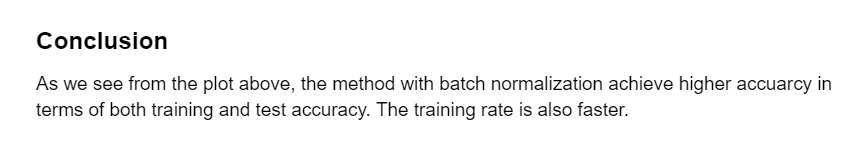 Conclusion
As we see from the plot above, the method with batch normalization achieve higher accuarcy in
terms of both training and test accuracy. The training rate is also faster.